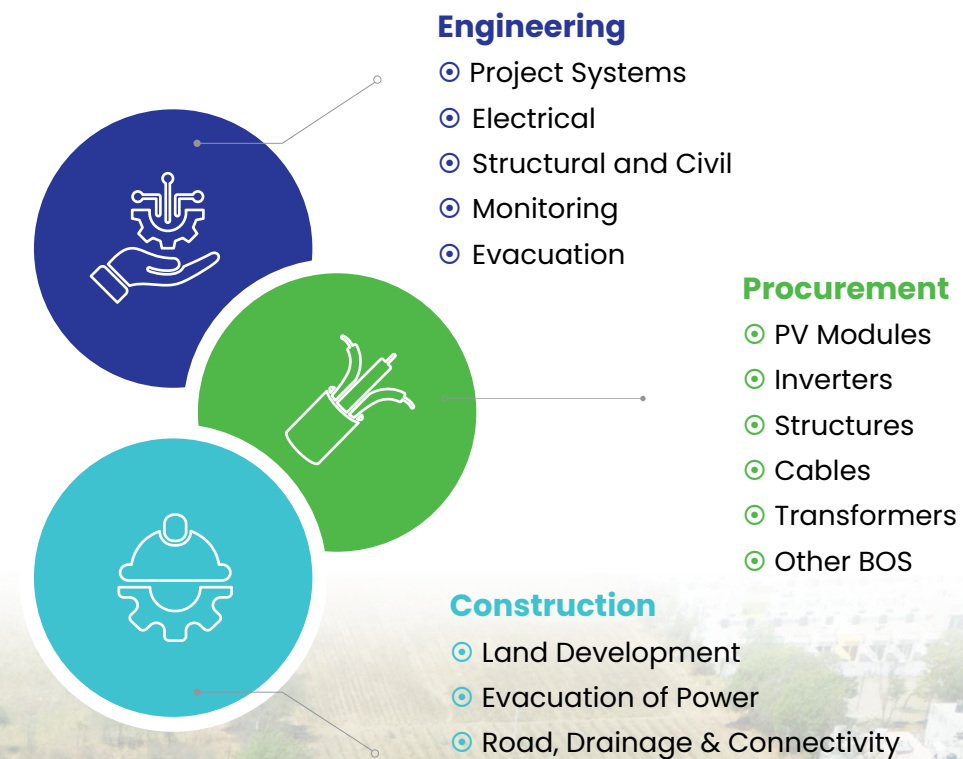 Engineering
Project Systems
Electrical
Structural and Civil
Monitoring
Evacuation
Procurement
PV Modules
Inverters
Structures
Cables
Transformers
Other BOS
Construction
Land Development
Evacuation of Power
Road, Drainage & Connectivity